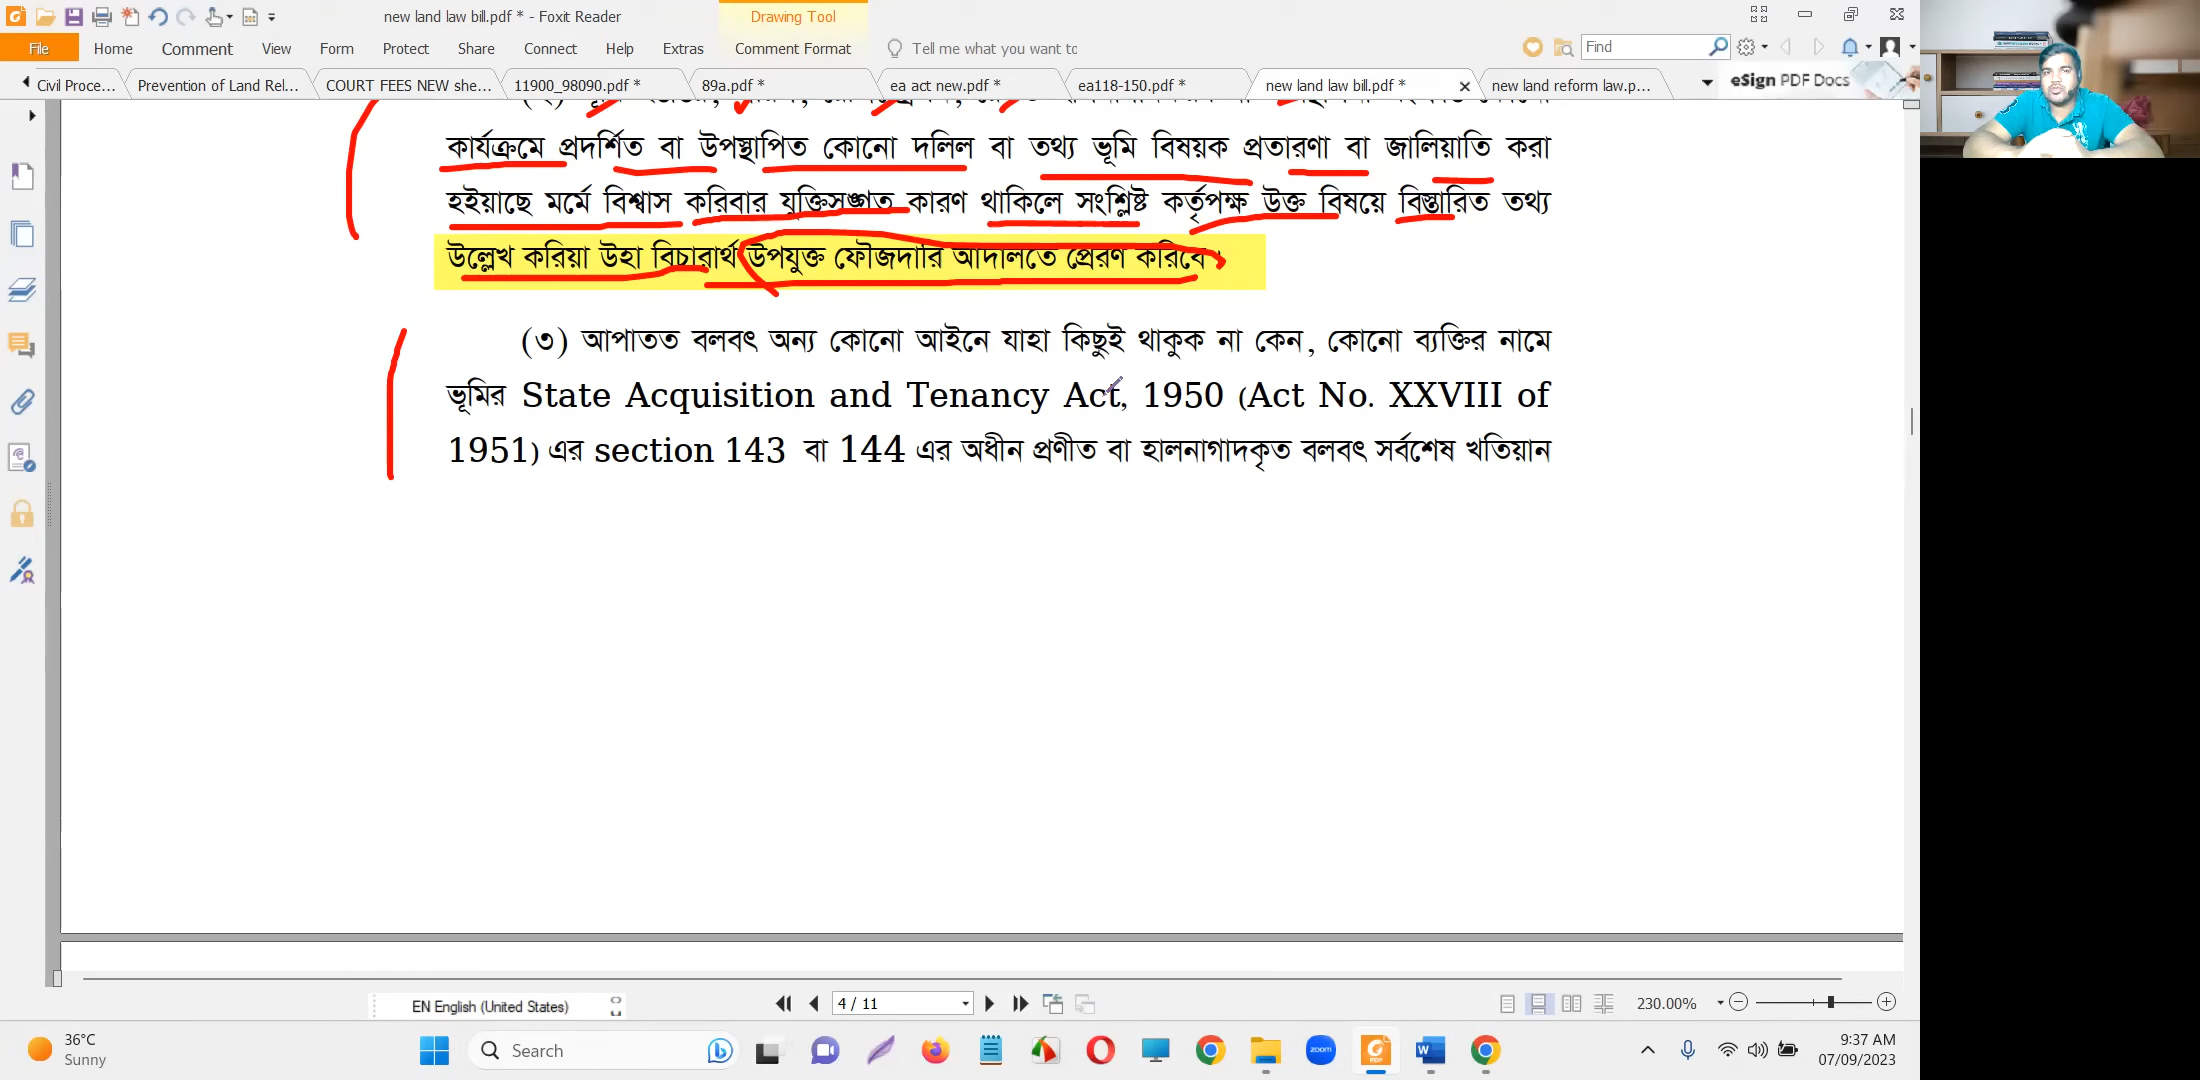 new land law bill.pdf * - Foxit Reader
Drawing Tool
File Home Comment View Form Protect Share Connect Help Extras Comment Format Tell me what you want to
Find
Civil Proce... Prevention of Land Rel... COURT FEES NEW she... 11900_98090.pdf * 89a.pdf * ea act new.pdf * ea118-150.pdf * new land law bill.pdf * new land reform law.p... eSign PDF Docs
কার্যক্রমে প্রদর্শিত বা উপস্থাপিত কোনো দলিল বা তথ্য ভূমি বিষয়ক প্রতারণা বা জালিয়াতি করা
হইয়াছে মর্মে বিশ্বাস করিবার যুক্তিসঙ্গত কারণ থাকিলে সংশ্লিষ্ট কর্তৃপক্ষ উক্ত বিষয়ে বিস্তারিত তথ্য
উল্লেখ করিয়া উহা বিচারার্থ উপযুক্ত ফৌজদারি আদালতে প্রেরণ করিবে।
(৩) আপাতত বলবৎ অন্য কোনো আইনে যাহা কিছুই থাকুক না কেন, কোনো ব্যক্তির নামে
ভূমির State Acquisition and Tenancy Act, 1950 (Act No. XXVIII of
1951) এর section 143 বা 144 এর অধীন প্রণীত বা হালনাগাদকৃত বলবৎ সর্বশেষ খতিয়ান
EN English (United States)
4 / 11
230.00%
36°C
Sunny
Search
zoom
9:37 AM
07/09/2023